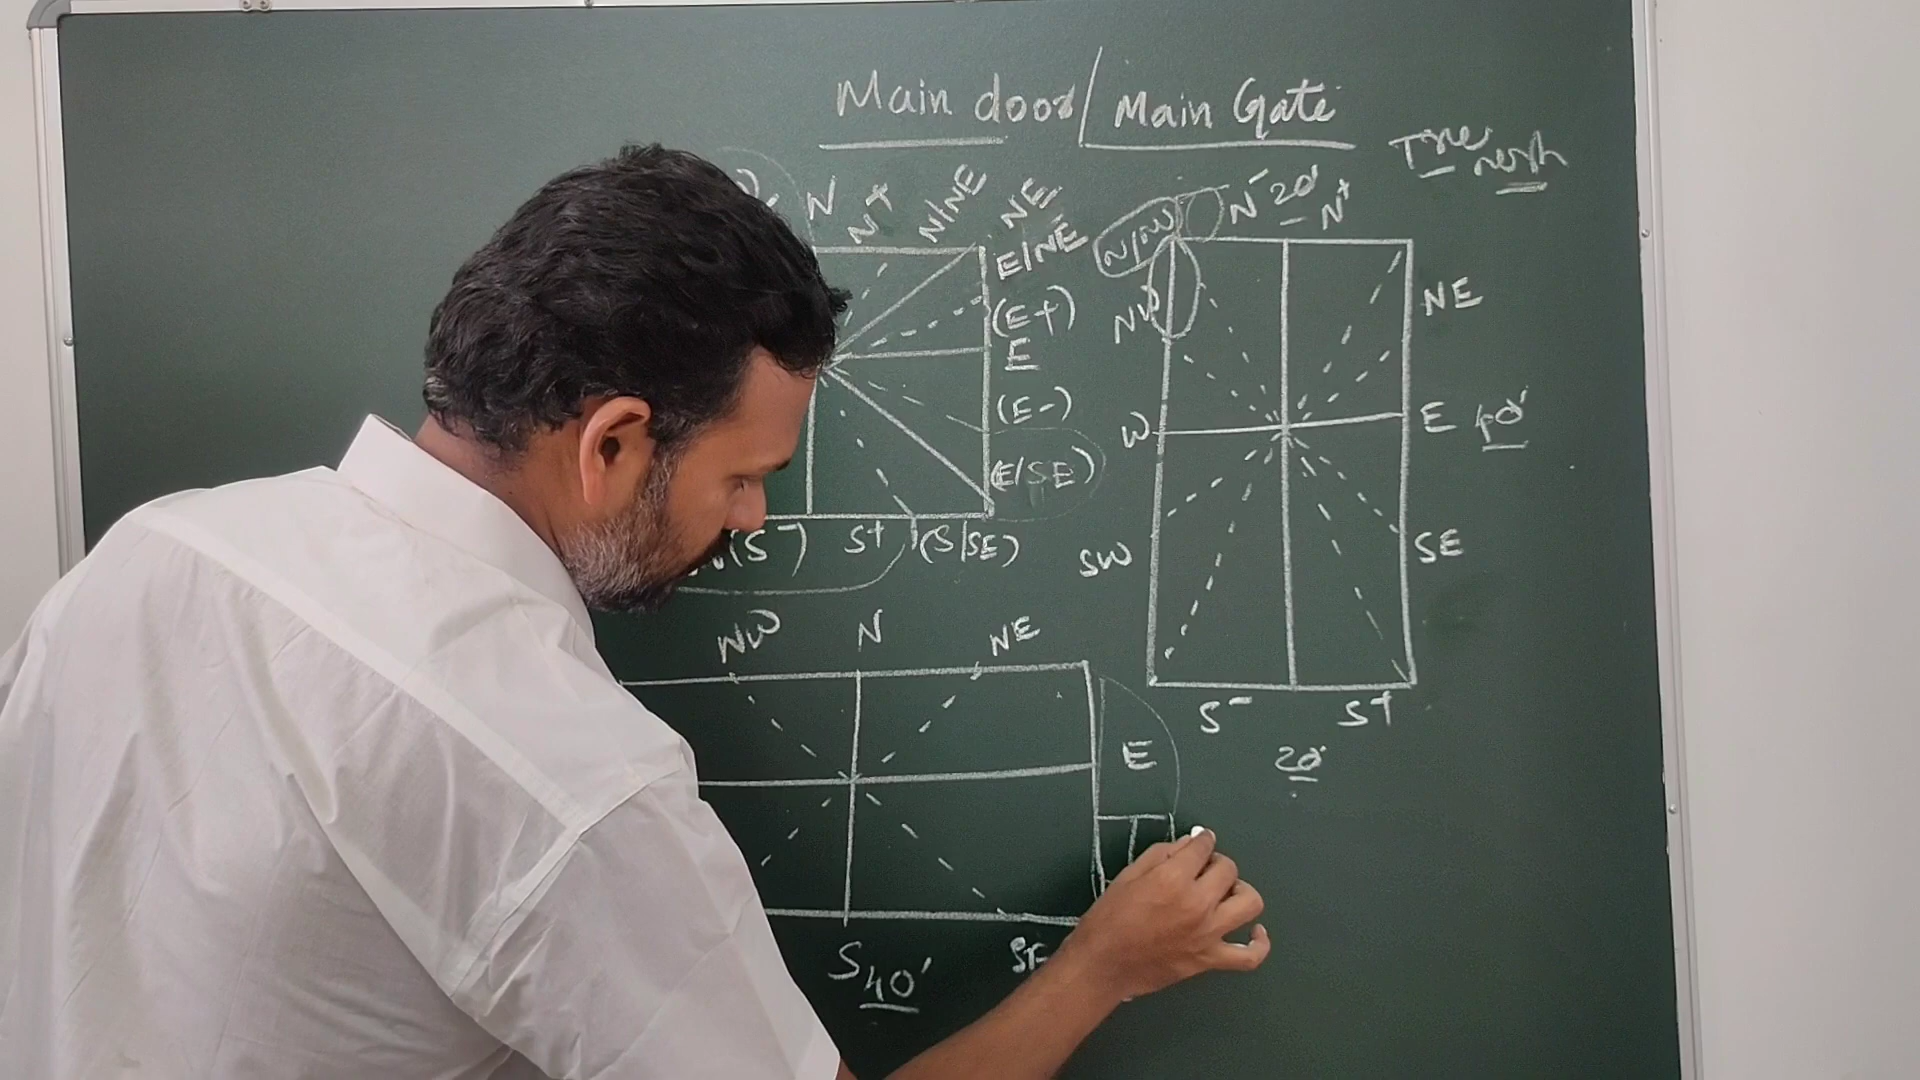 Main door / Main Gate
True North
N N+ N/NE NE
E/NE
(E+)
E
(E-)
(E/SE)
(S-) S+ (S/SE)
N/NW N- 20' N+
NW NE
W E 40'
SW SE
S- S+
20'
NW N NE
E
S SE
40'